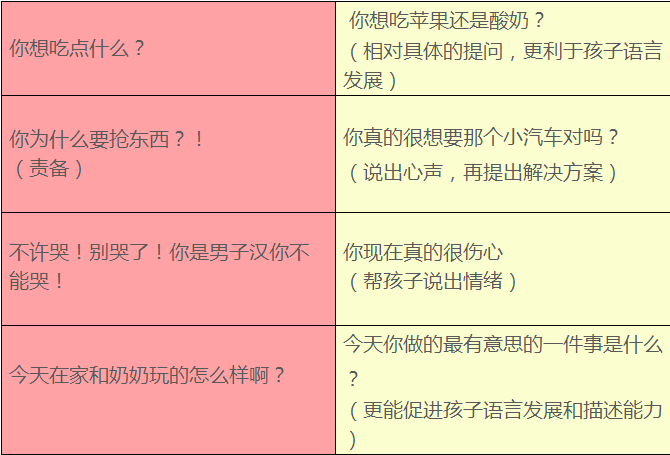 你想吃点什么？
你想吃苹果还是酸奶？
（相对具体的提问，更利于孩子语言
发展）
你为什么要抢东西？！
（责备）
你真的很想要那个小汽车对吗？
（说出心声，再提出解决方案）
不许哭！别哭了！你是男子汉你不
能哭！
你现在真的很伤心
（帮孩子说出情绪）
今天在家和奶奶玩的怎么样啊？
今天你做的最有意思的一件事是什么
？
（更能促进孩子语言发展和描述能力
）